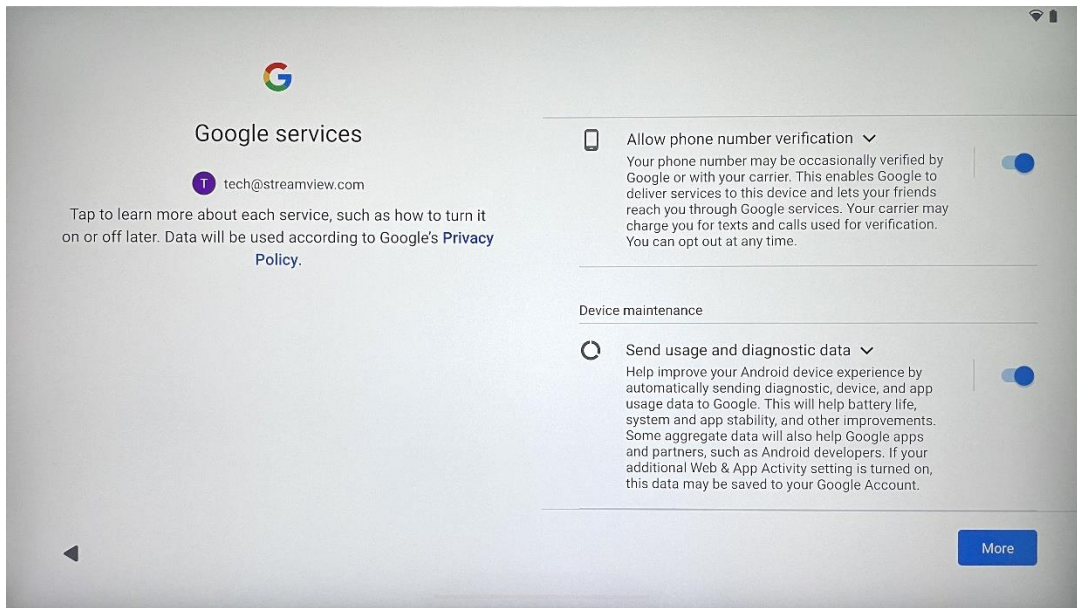 Google services
T tech@streamview.com
Tap to learn more about each service, such as how to turn it
on or off later. Data will be used according to Google's Privacy
Policy.
Allow phone number verification
Your phone number may be occasionally verified by
Google or with your carrier. This enables Google to
deliver services to this device and lets your friends
reach you through Google services. Your carrier may
charge you for texts and calls used for verification.
You can opt out at any time.
Device maintenance
Send usage and diagnostic data
Help improve your Android device experience by
automatically sending diagnostic, device, and app
usage data to Google. This will help battery life,
system and app stability, and other improvements.
Some aggregate data will also help Google apps
and partners, such as Android developers. If your
additional Web & App Activity setting is turned on,
this data may be saved to your Google Account.
More